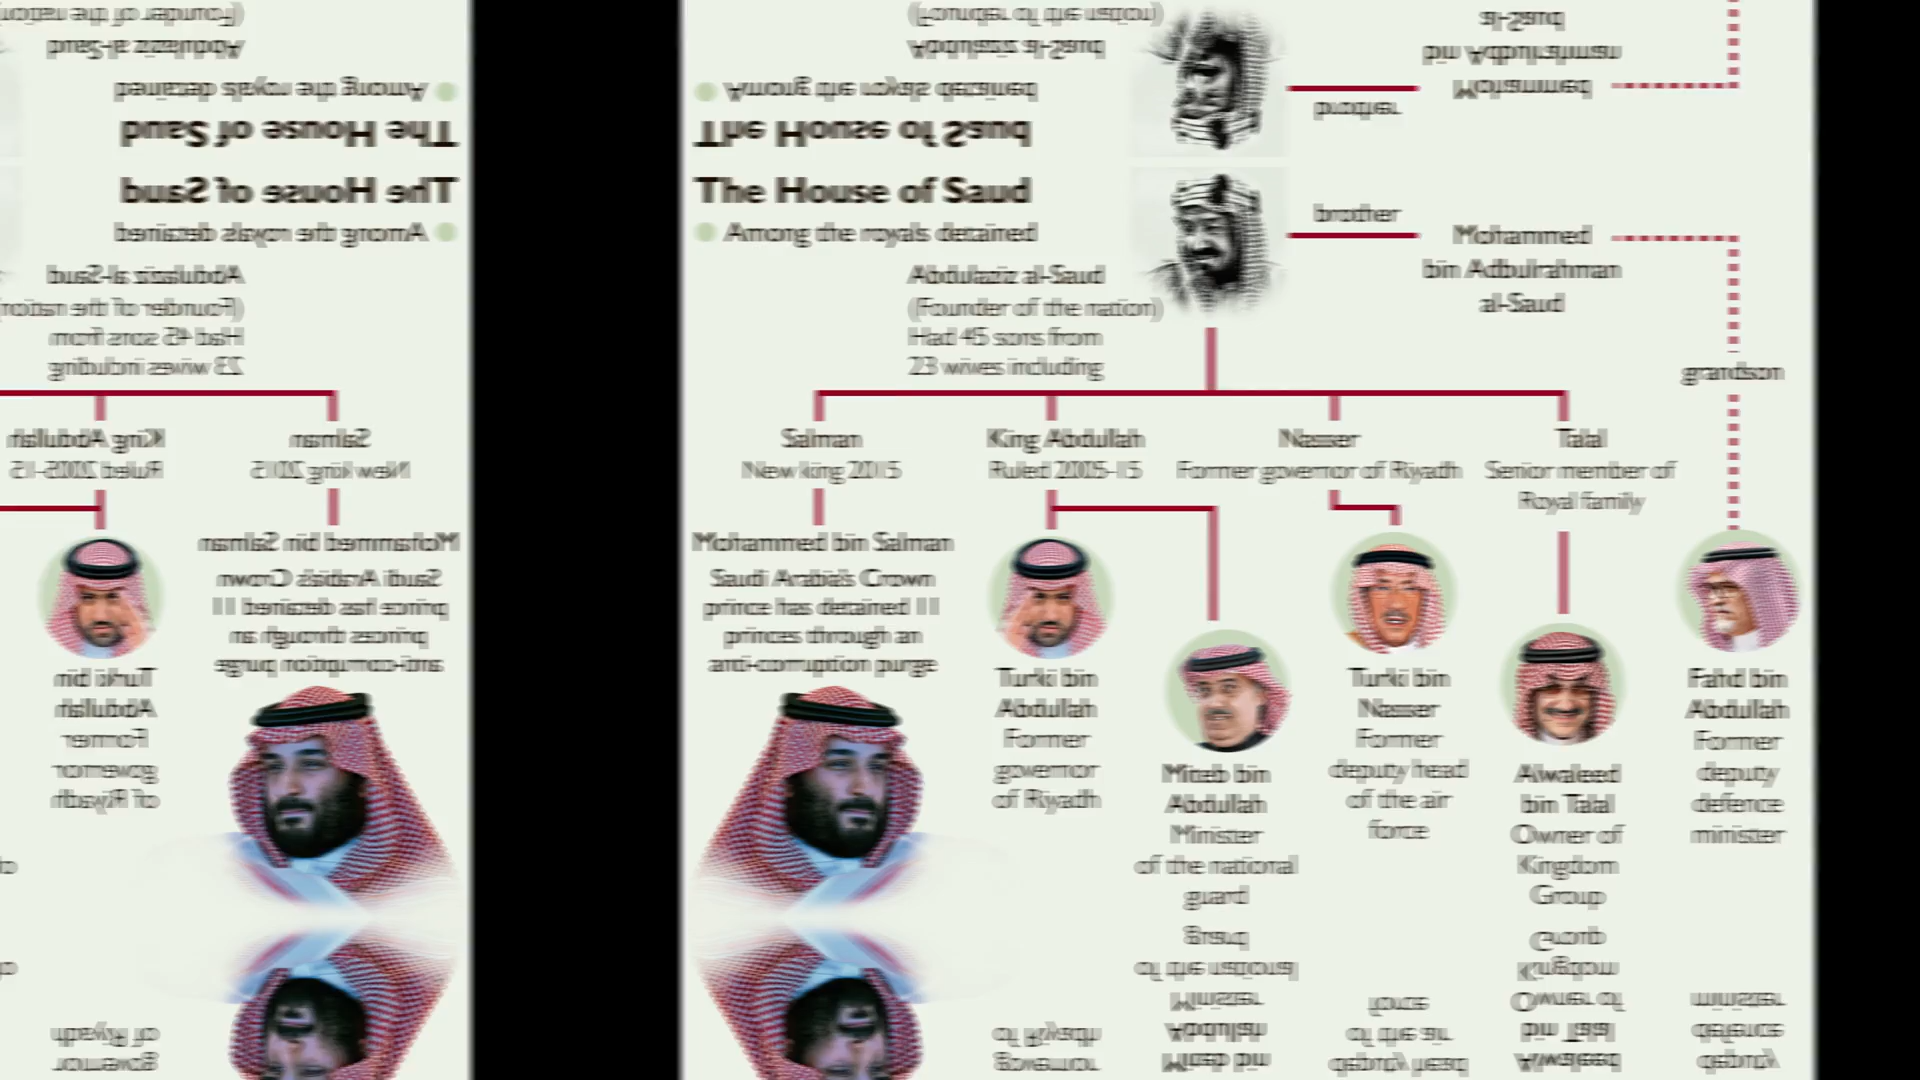 The House of Saud
Among the royals detained
Abdulaziz al-Saud
(Founder of the nation)
Had 45 sons from
23 wives including
brother
Mohammed
bin Adbulrahman
al-Saud
grandson
Salman
New king 2015
King Abdullah
Ruled 2005-15
Nasser
Former governor of Riyadh
Talal
Senior member of
Royal family
Mohammed bin Salman
Saudi Arabia's Crown
prince has detained 11
princes through an
anti-corruption purge
Turki bin
Abdullah
Former
governor
of Riyadh
Miteb bin
Abdullah
Minister
of the national
guard
Turki bin
Nasser
Former
deputy head
of the air
force
Alwaleed
bin Talal
Owner of
Kingdom
Group
Fahd bin
Abdullah
Former
deputy
defence
minister